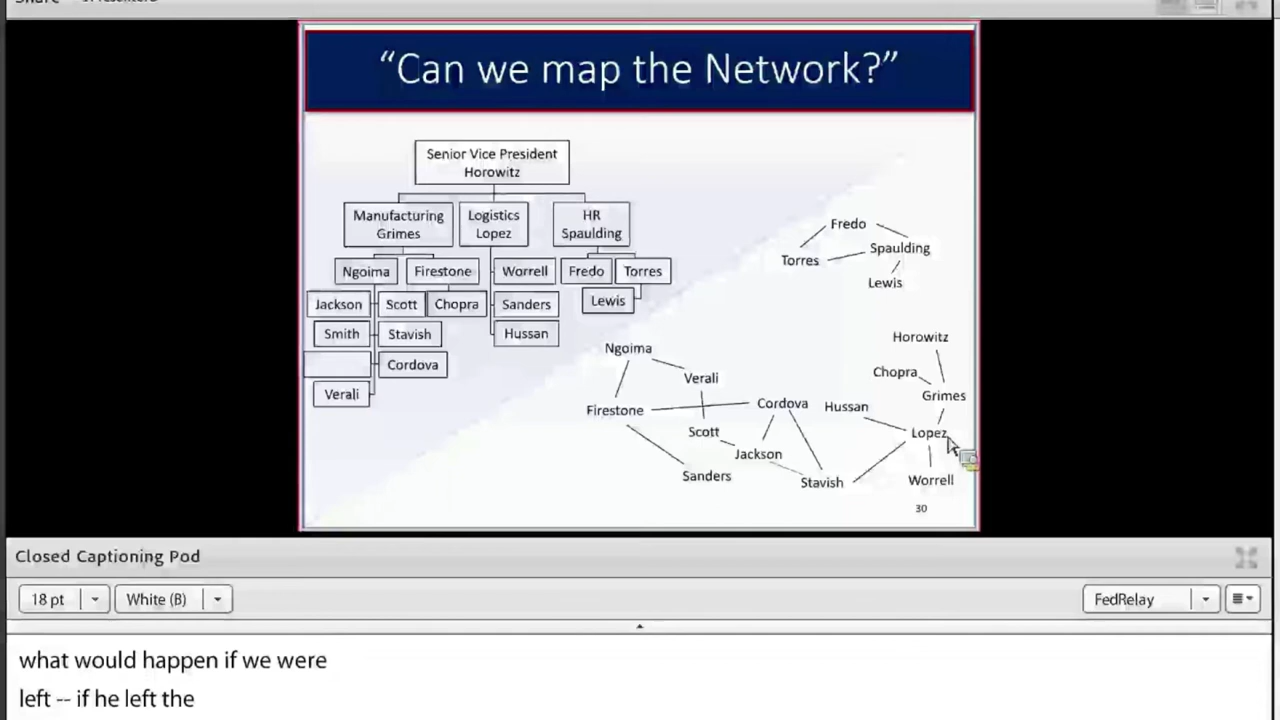 “Can we map the Network?”
Senior Vice President
Horowitz
Manufacturing
Grimes
Logistics
Lopez
HR
Spaulding
Ngoima
Firestone
Worrell
Fredo
Torres
Jackson
Scott
Chopra
Sanders
Lewis
Smith
Stavish
Hussan
Cordova
Verali
Fredo
Torres
Spaulding
Lewis
Horowitz
Chopra
Grimes
Ngoima
Verali
Firestone
Cordova
Hussan
Scott
Lopez
Jackson
Sanders
Stavish
Worrell
30
Closed Captioning Pod
18 pt
White (B)
FedRelay
what would happen if we were
left -- if he left the